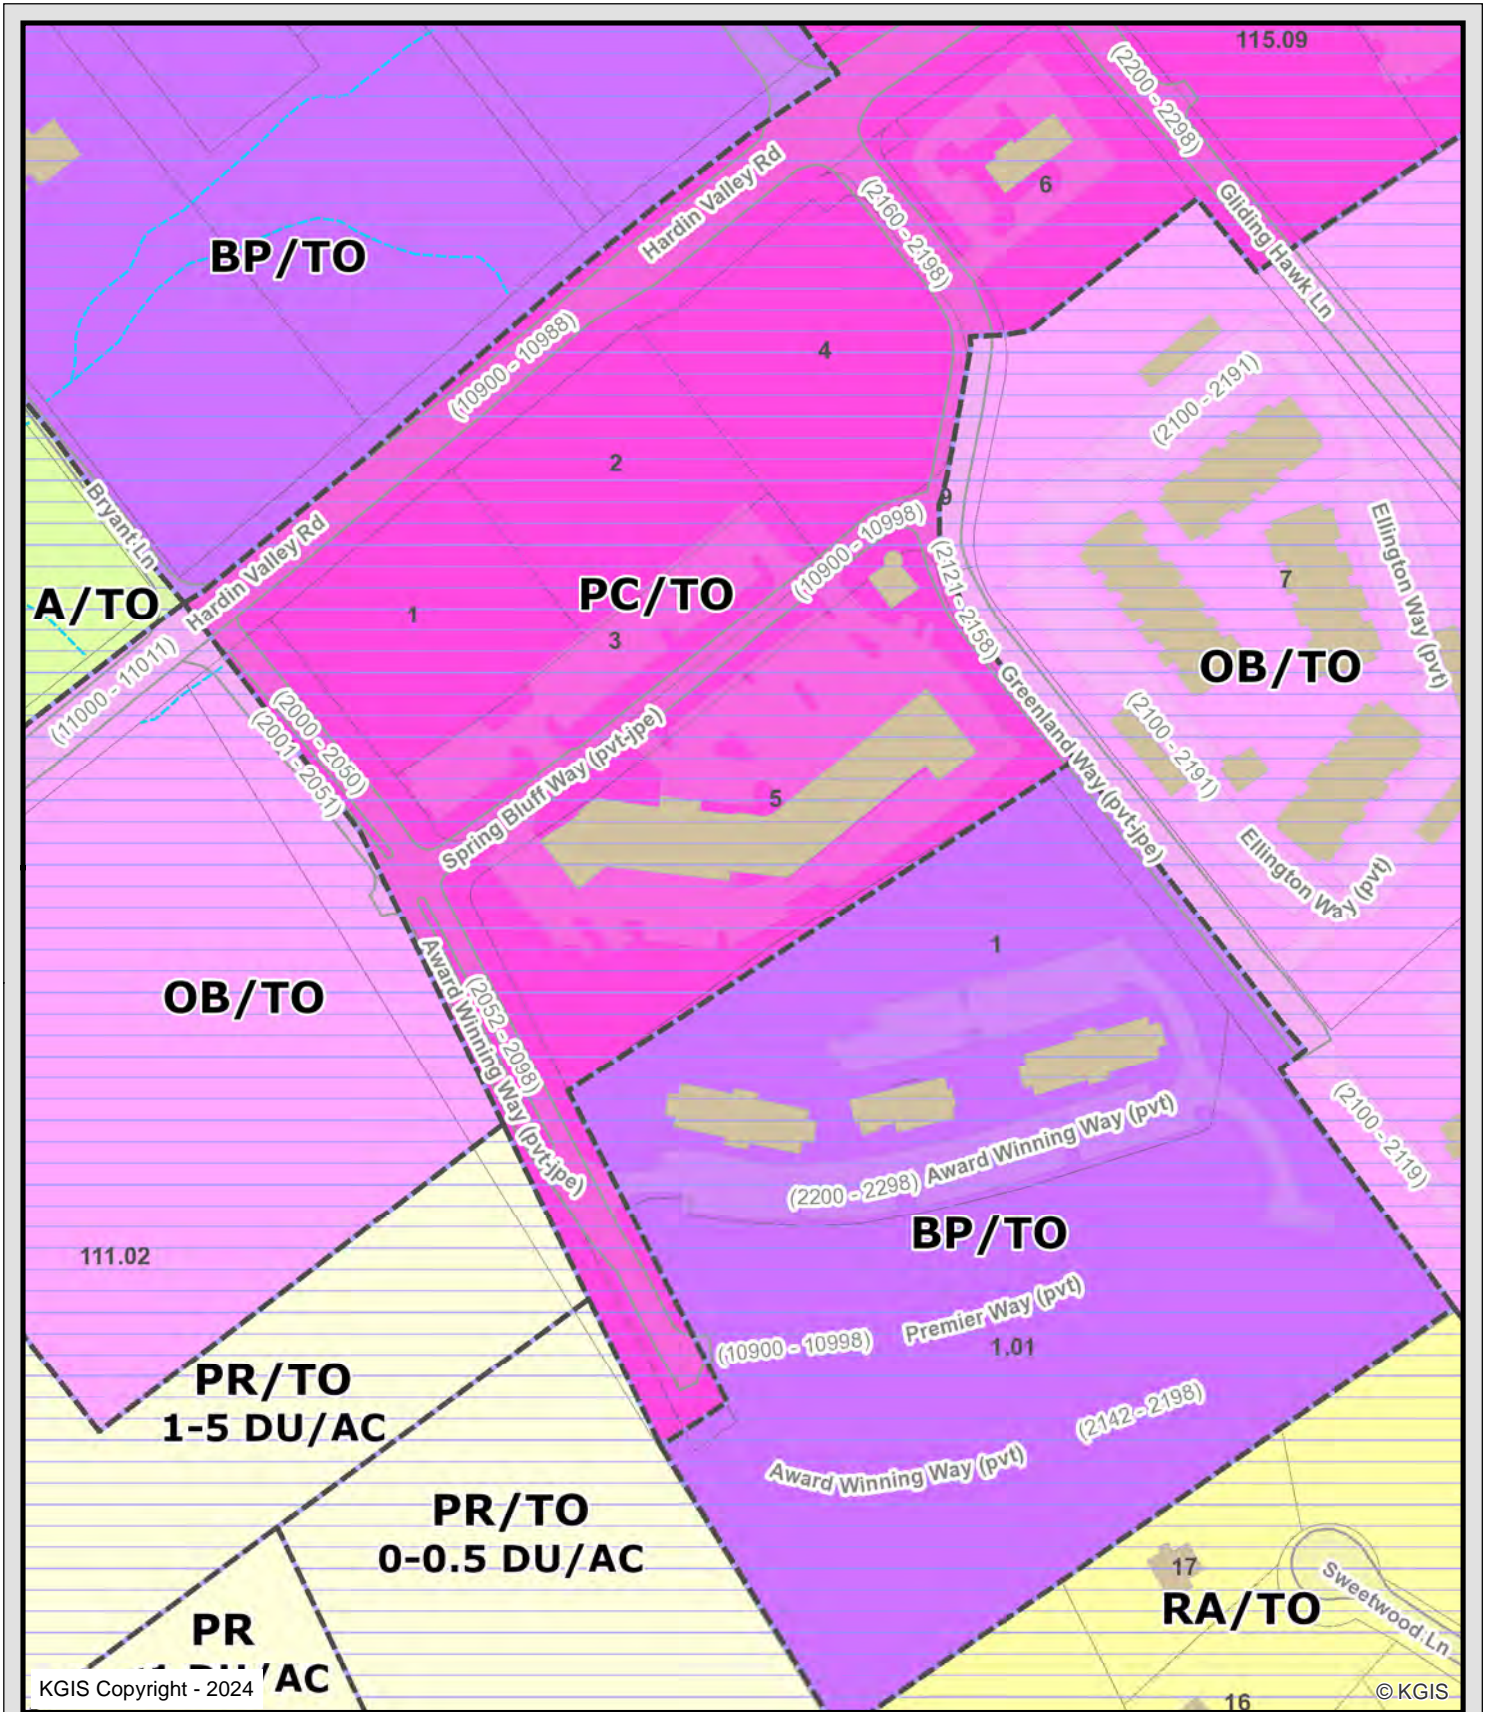 115.09
(2200 - 2298)
Hardin Valley Rd
(2160 - 2198)
6
Gliding Hawk Ln
BP/TO
(10900 - 10988)
4
(2100 - 2191)
2
Bryant Ln
Hardin Valley Rd
9
(10900 - 10998)
Ellington Way (pvt)
A/TO
PC/TO
7
(2121 - 2158)
1
3
(11000 - 11011)
OB/TO
(2000 - 2050)
(2001 - 2051)
Greenland Way (pvt-jpe)
(2100 - 2191)
Spring Bluff Way (pvt-jpe)
5
Ellington Way (pvt)
1
OB/TO
Award Winning Way (pvt-jpe)
(2052 - 2098)
(2100 - 2119)
(2200 - 2298) Award Winning Way (pvt)
BP/TO
111.02
Premier Way (pvt)
(10900 - 10998)
1.01
PR/TO
1-5 DU/AC
(2142 - 2198)
Award Winning Way (pvt)
PR/TO
0-0.5 DU/AC
17
Sweetwood Ln
RA/TO
PR
/AC
KGIS Copyright - 2024
© KGIS
16